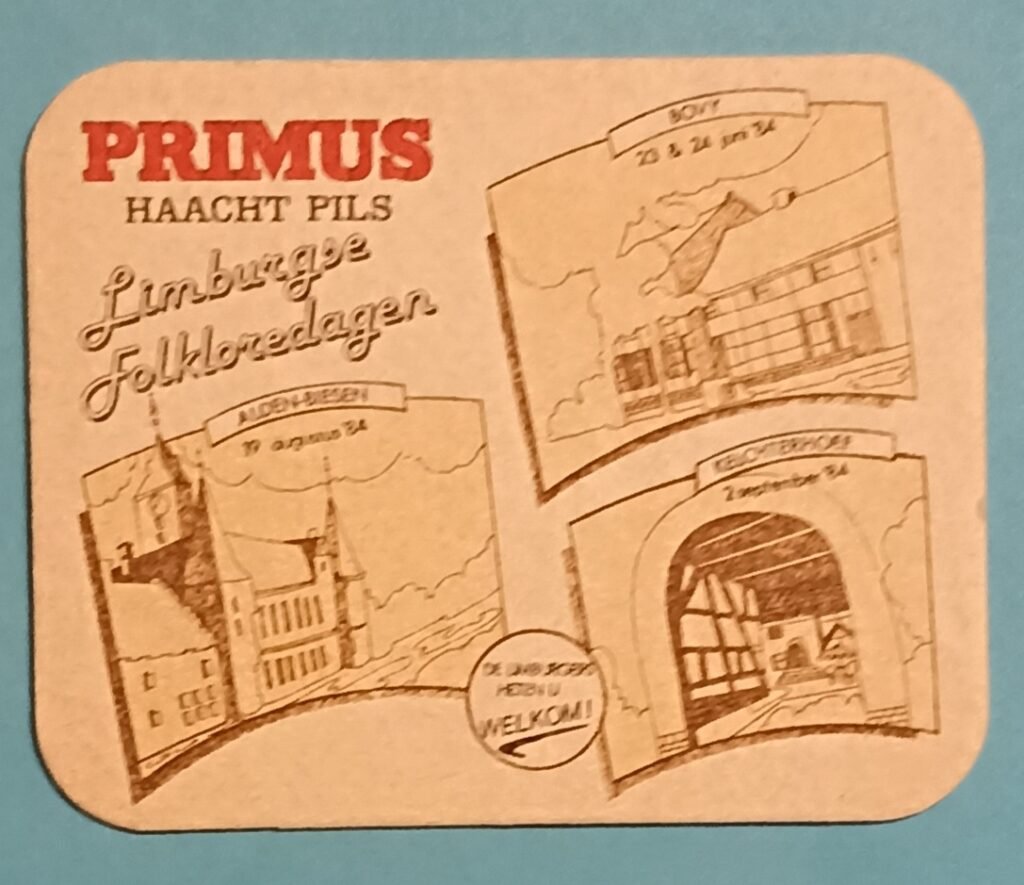 PRIMUS
HAACHT PILS
Limburgse
Folkloredagen
BOVY
23 & 24 juni '84
ALDEN-BIESEN
19 augustus '84
KELCHTERHOEF
2 september '84
DE LIMBURGERS
HETEN U
WELKOM!